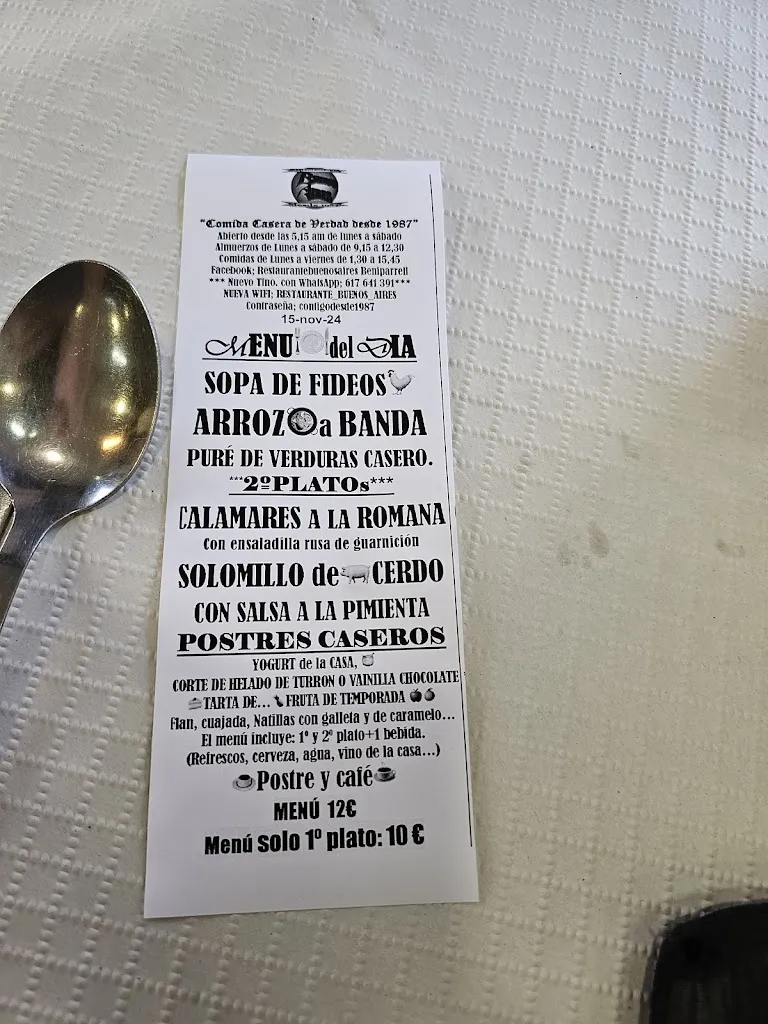 "Comida Casera de Verdad desde 1987"
Abierto desde las 5,15 am de lunes a sábado
Almuerzos de Lunes a sábado de 9,15 a 12,30
Comidas de Lunes a viernes de 1,30 a 15,45
Facebook; Restaurantebuenosaires Beniparrell
*** Nuevo Tfno. con WhatsApp; 617 641 391***
NUEVA WIFI; RESTAURANTE_BUENOS_AIRES
Contraseña; contigodesde1987
15-nov-24
MENU del DIA
SOPA DE FIDEOS
ARROZ a BANDA
PURÉ DE VERDURAS CASERO.
***2ºPLATOs***
CALAMARES A LA ROMANA
Con ensaladilla rusa de guarnición
SOLOMILLO de CERDO
CON SALSA A LA PIMIENTA
POSTRES CASEROS
YOGURT de la CASA,
CORTE DE HELADO DE TURRON O VAINILLA CHOCOLATE
TARTA DE... FRUTA DE TEMPORADA
Flan, cuajada, Natillas con galleta y de caramelo...
El menú incluye: 1º y 2º plato+1 bebida.
(Refrescos, cerveza, agua, vino de la casa...)
Postre y café
MENÚ 12€
Menú solo 1º plato: 10 €